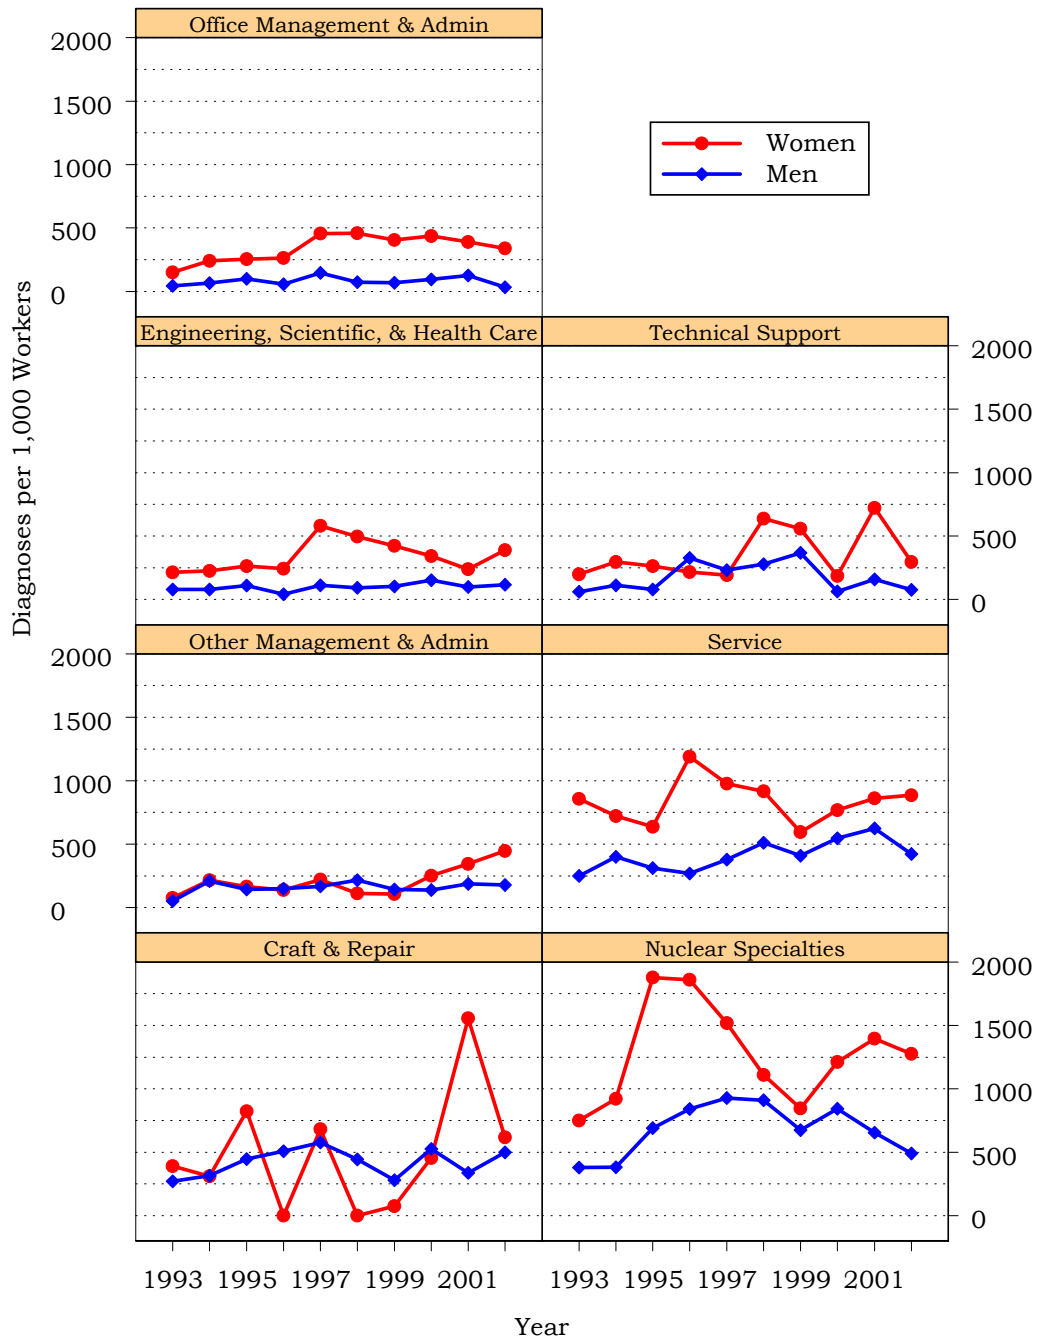 Office Management & Admin
2000
1500
1000
500
0
Women
Men
Diagnoses per 1,000 Workers
Engineering, Scientific, & Health Care
Technical Support
2000
1500
1000
500
0
Other Management & Admin
Service
2000
1500
1000
500
0
Craft & Repair
Nuclear Specialties
2000
1500
1000
500
0
1993 1995 1997 1999 2001 1993 1995 1997 1999 2001
Year